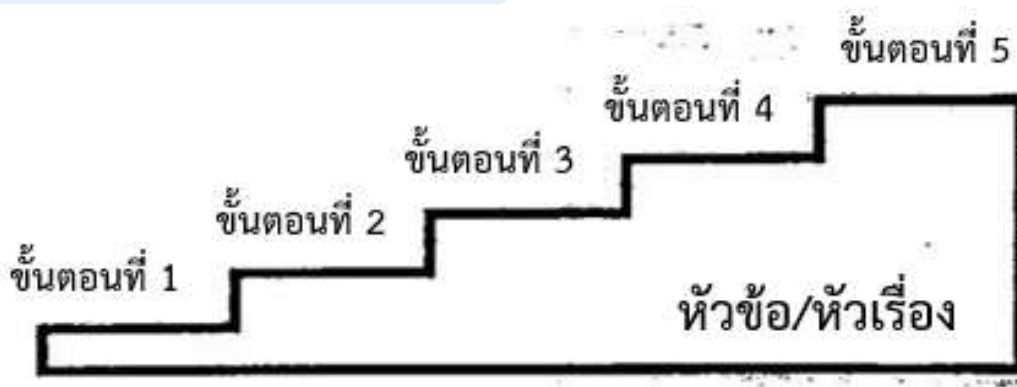 ขั้นตอนที่ 1
ขั้นตอนที่ 2
ขั้นตอนที่ 3
ขั้นตอนที่ 4
ขั้นตอนที่ 5
หัวข้อ/หัวเรื่อง